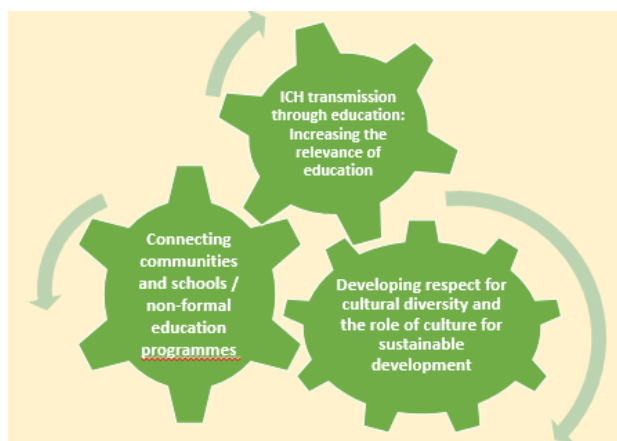 ICH transmission
through education:
Increasing the
relevance of
education
Connecting
communities
and schools /
non-formal
education
programmes
Developing respect for
cultural diversity and
the role of culture for
sustainable
development